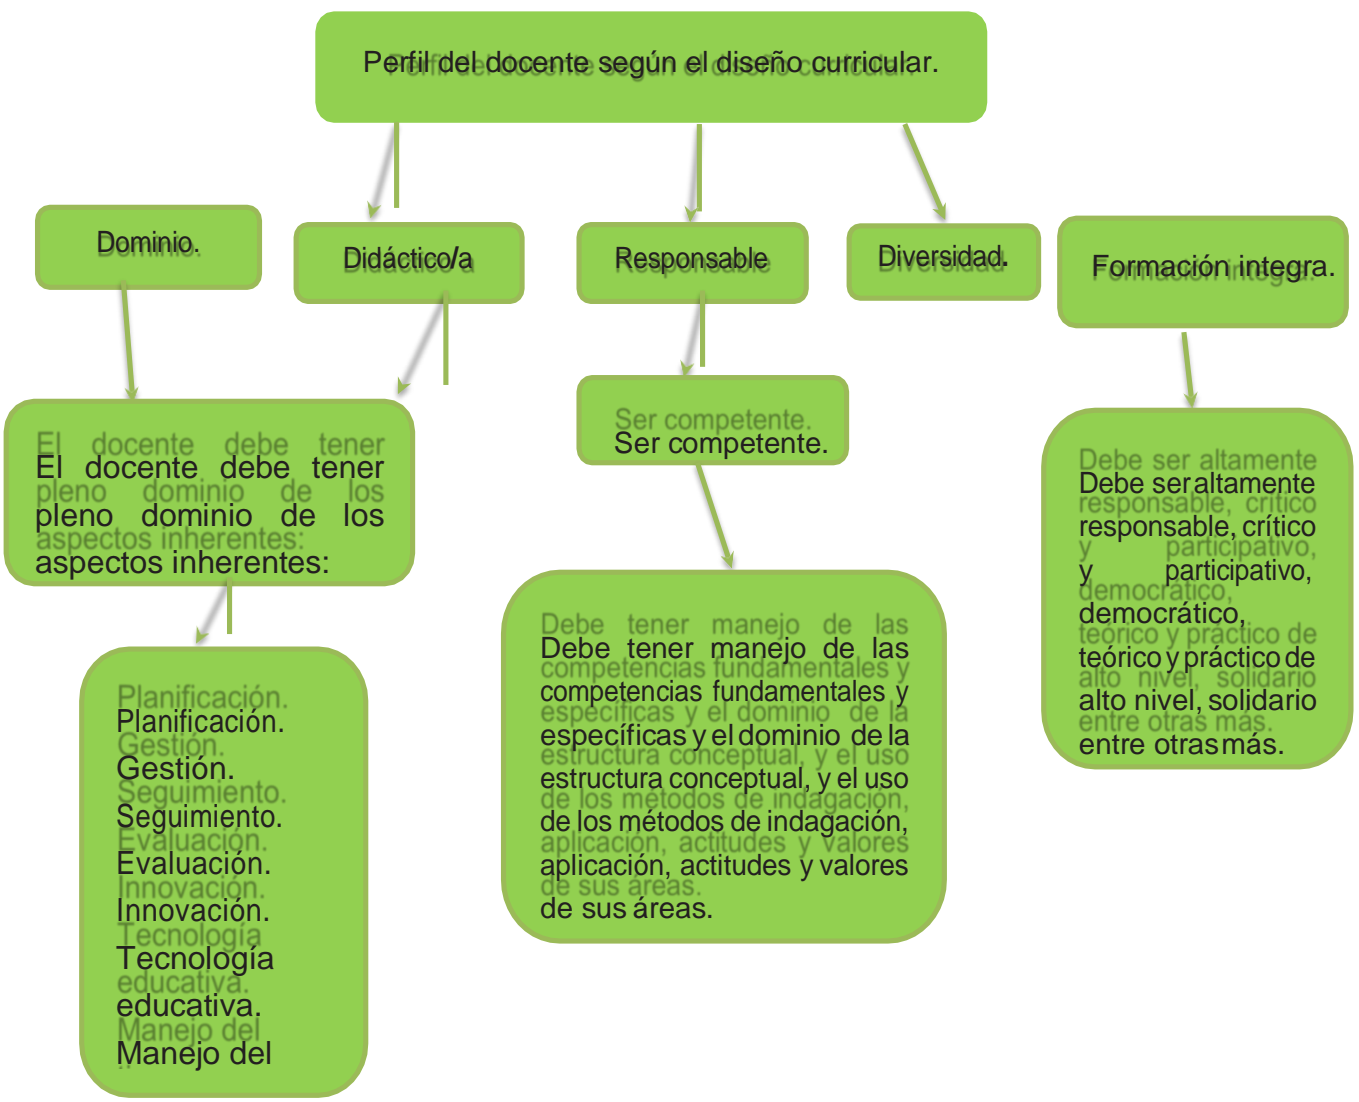 Perfil del docente según el diseño curricular.
Dominio.
Didáctico/a
Responsable
Diversidad.
Formación integra.
El docente debe tener
pleno dominio de los
aspectos inherentes:
Ser competente.
Debe ser altamente
responsable, crítico
y participativo,
democrático,
teórico y práctico de
alto nivel, solidario
entre otras más.
Planificación.
Gestión.
Seguimiento.
Evaluación.
Innovación.
Tecnología
educativa.
Manejo del
Debe tener manejo de las
competencias fundamentales y
específicas y el dominio de la
estructura conceptual, y el uso
de los métodos de indagación,
aplicación, actitudes y valores
de sus áreas.